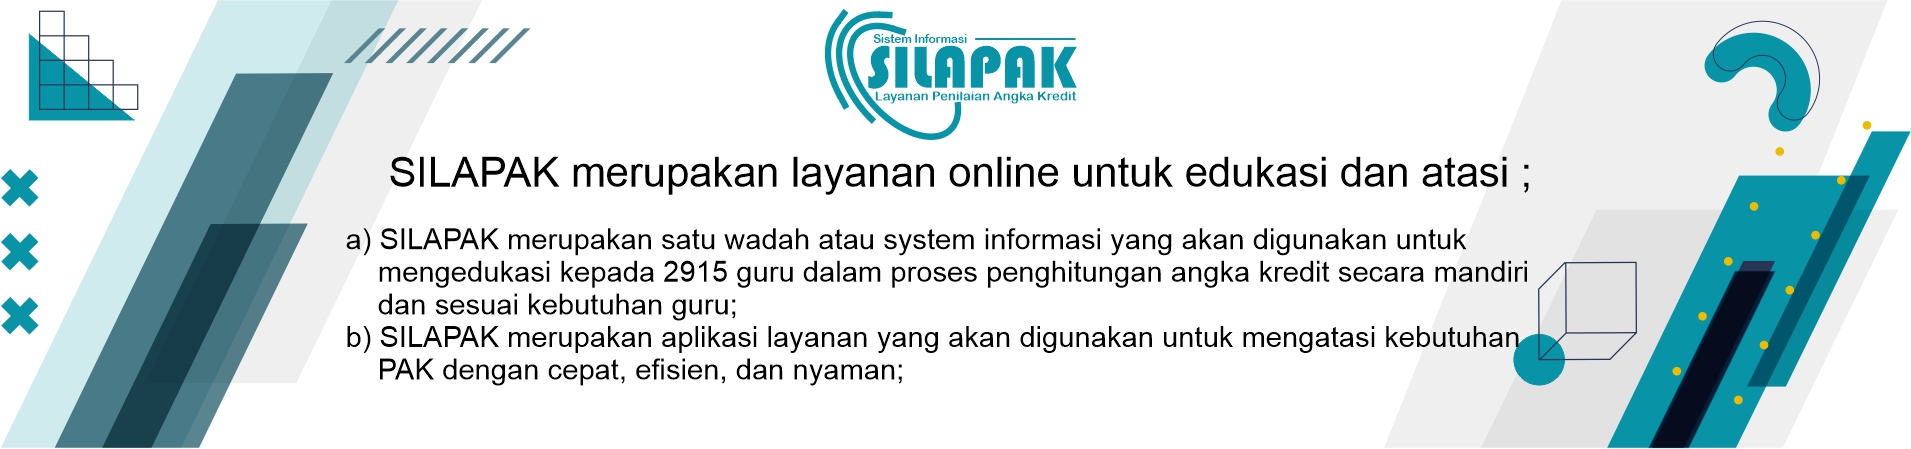 Sistem Informasi
SILAPAK
Layanan Penilaian Angka Kredit
SILAPAK merupakan layanan online untuk edukasi dan atasi ;
a) SILAPAK merupakan satu wadah atau system informasi yang akan digunakan untuk
mengedukasi kepada 2915 guru dalam proses penghitungan angka kredit secara mandiri
dan sesuai kebutuhan guru;
b) SILAPAK merupakan aplikasi layanan yang akan digunakan untuk mengatasi kebutuhan
PAK dengan cepat, efisien, dan nyaman;